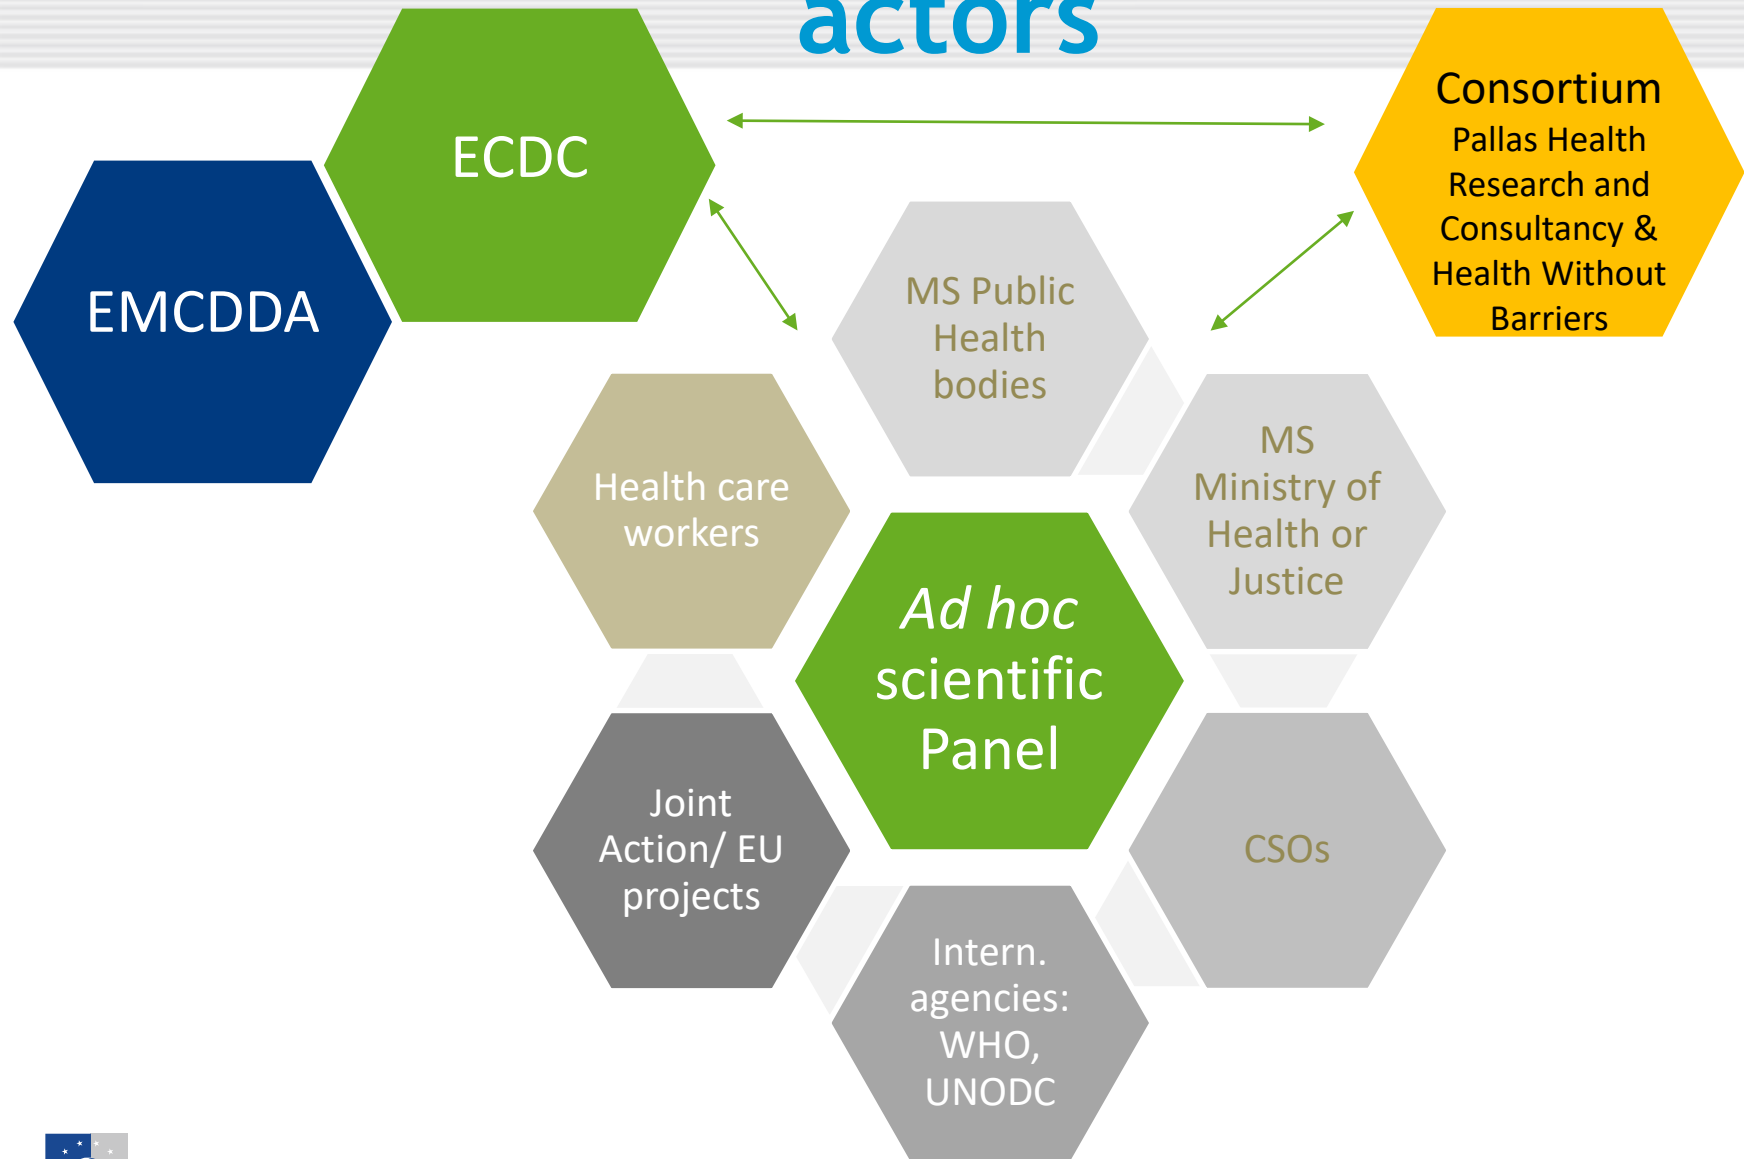 actors
ECDC
EMCDDA
Consortium
Pallas Health
Research and
Consultancy &
Health Without
Barriers
MS Public
Health
bodies
MS
Ministry of
Health or
Justice
Health care
workers
Ad hoc
scientific
Panel
Joint
Action/ EU
projects
CSOs
Intern.
agencies:
WHO,
UNODC